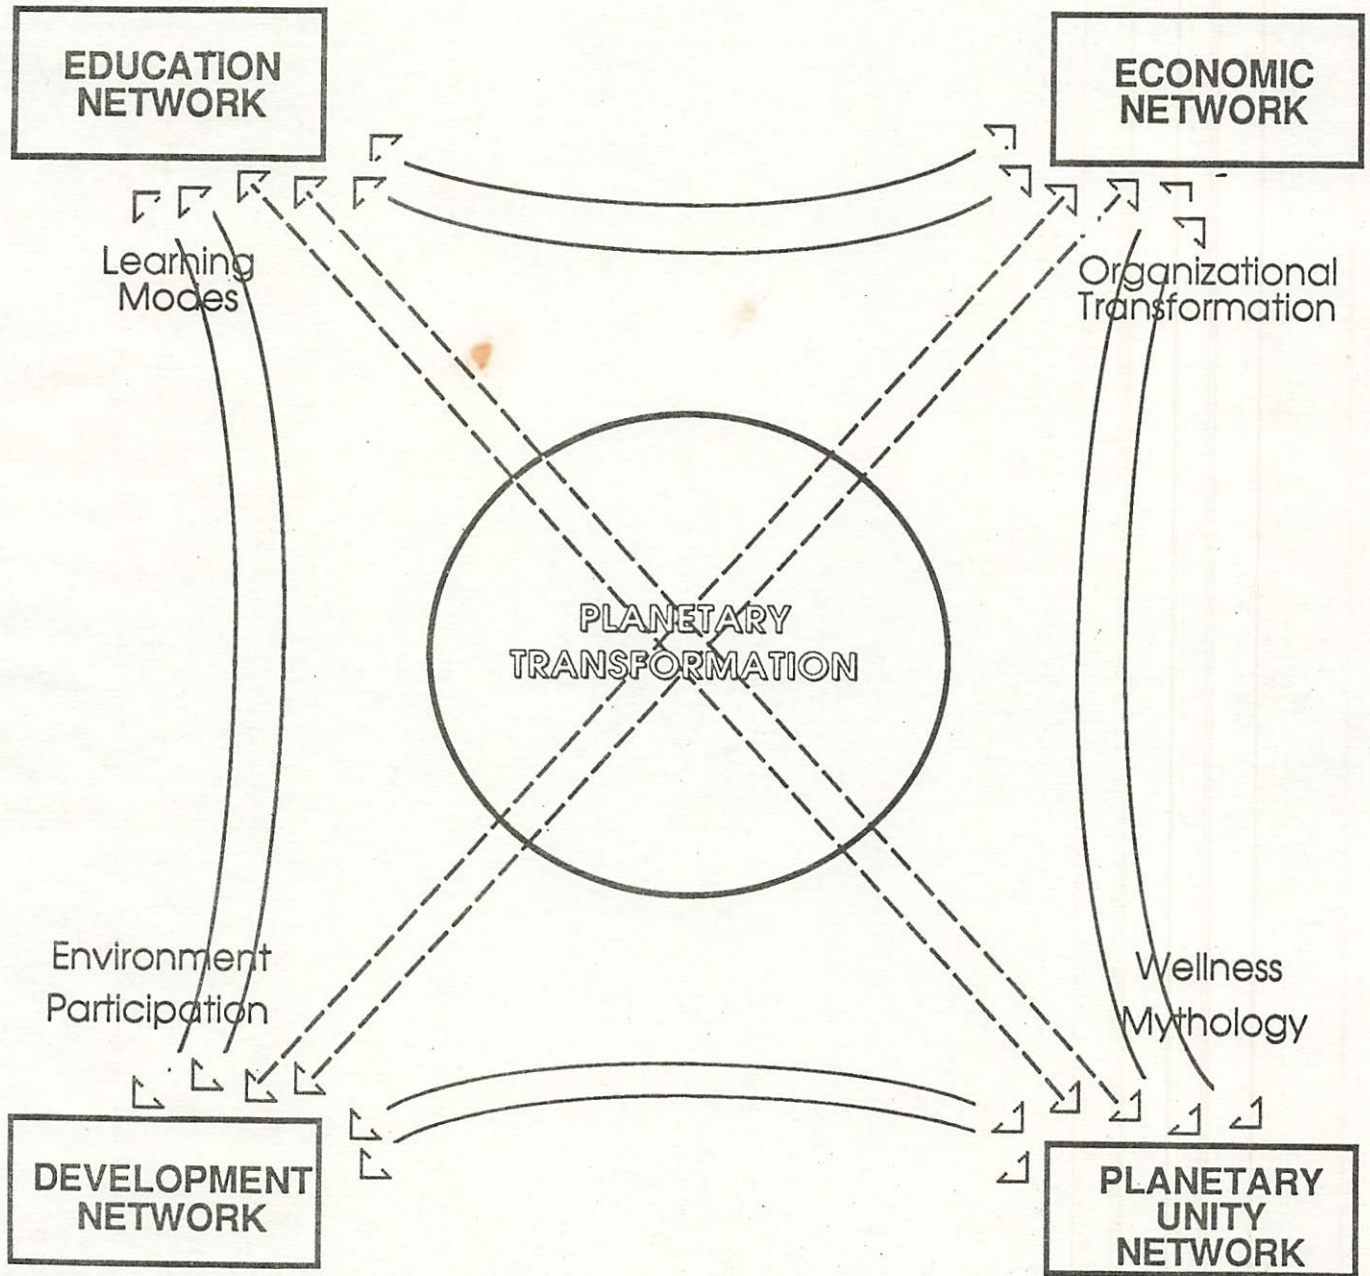 EDUCATION
NETWORK
ECONOMIC
NETWORK
Learning
Modes
Organizational
Transformation
PLANETARY
TRANSFORMATION
Environment
Participation
Wellness
Mythology
DEVELOPMENT
NETWORK
PLANETARY
UNITY
NETWORK